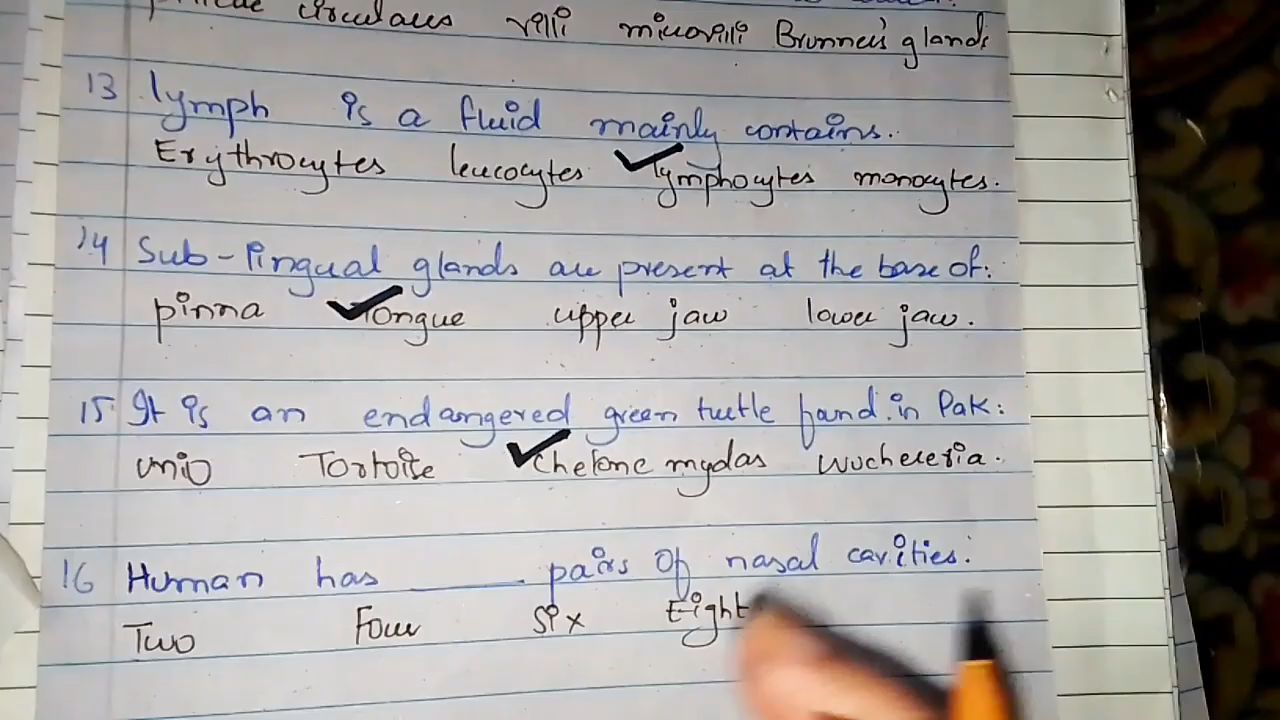 circulares villi microvilli Brunner's glands
13 lymph is a fluid mainly contains..
Erythrocytes leucocytes lymphocytes monocytes.
14 Sub-lingual glands are present at the base of:
pinna Tongue upper jaw lower jaw.
15 It is an endangered green turtle found in Pak:
unio Tortoise Chelone mydas Wuchereria.
16 Human has ______ pairs of nasal cavities:
Two Four Six Eight